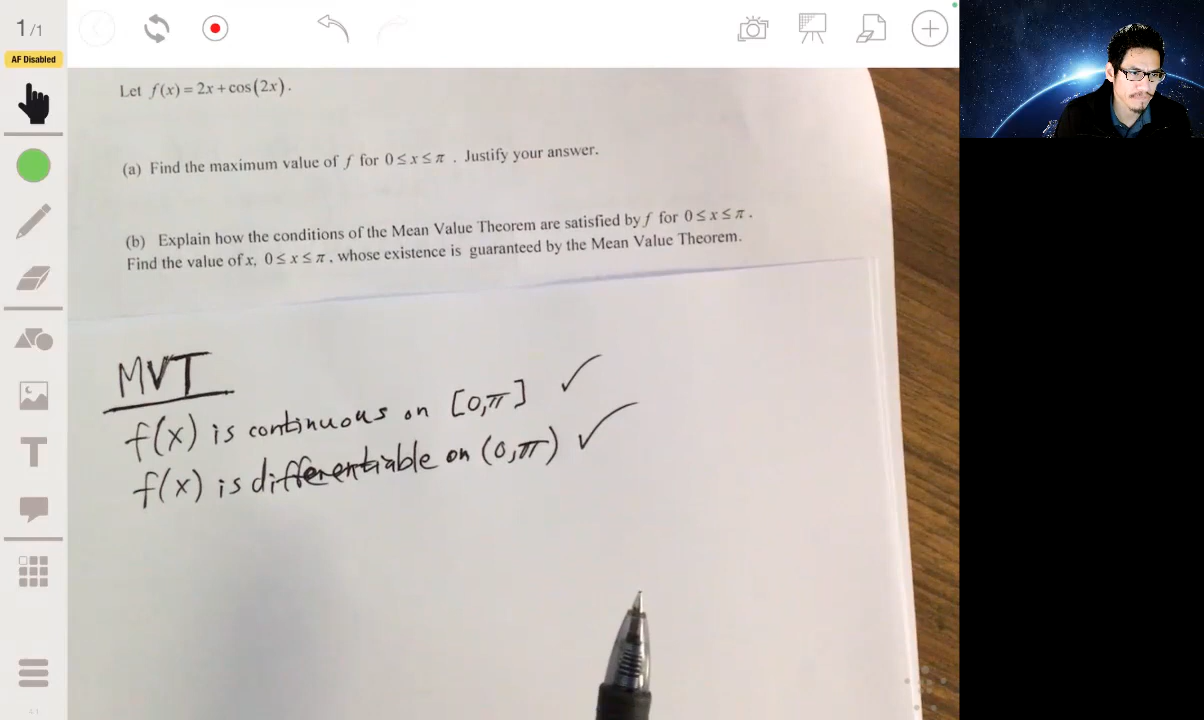 1/1
AF Disabled
Let f(x) = 2x + cos(2x).
(a) Find the maximum value of f for 0 ≤ x ≤ π . Justify your answer.
(b) Explain how the conditions of the Mean Value Theorem are satisfied by f for 0 ≤ x ≤ π .
Find the value of x, 0 ≤ x ≤ π , whose existence is guaranteed by the Mean Value Theorem.
MVT
f(x) is continuous on [0,π] ✓
f(x) is differentiable on (0,π) ✓
T